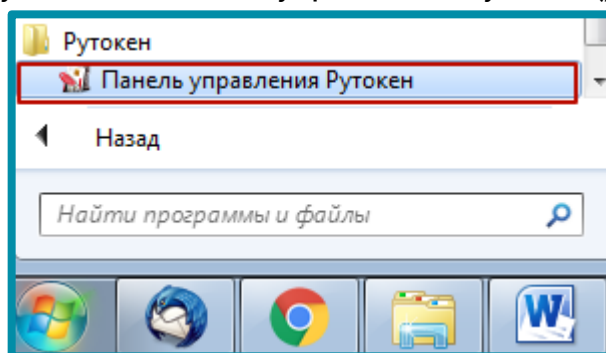 Рутокен
Панель управления Рутокен
Назад
Найти программы и файлы
W